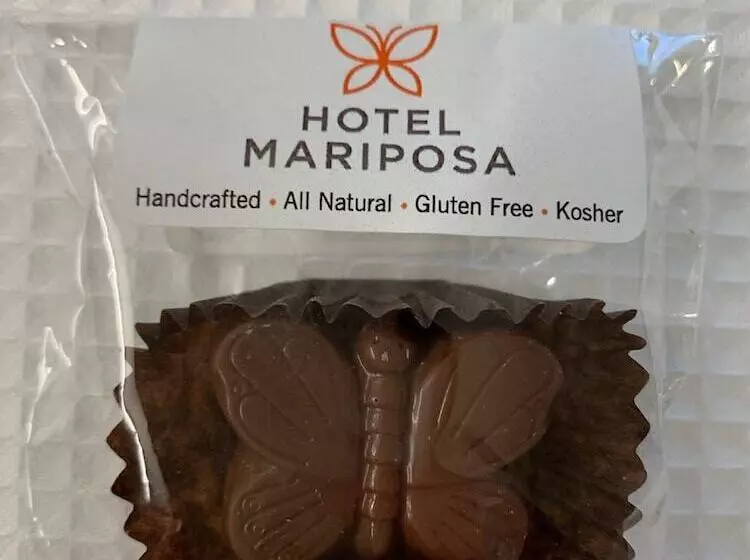 HOTEL
MARIPOSA
Handcrafted • All Natural • Gluten Free • Kosher